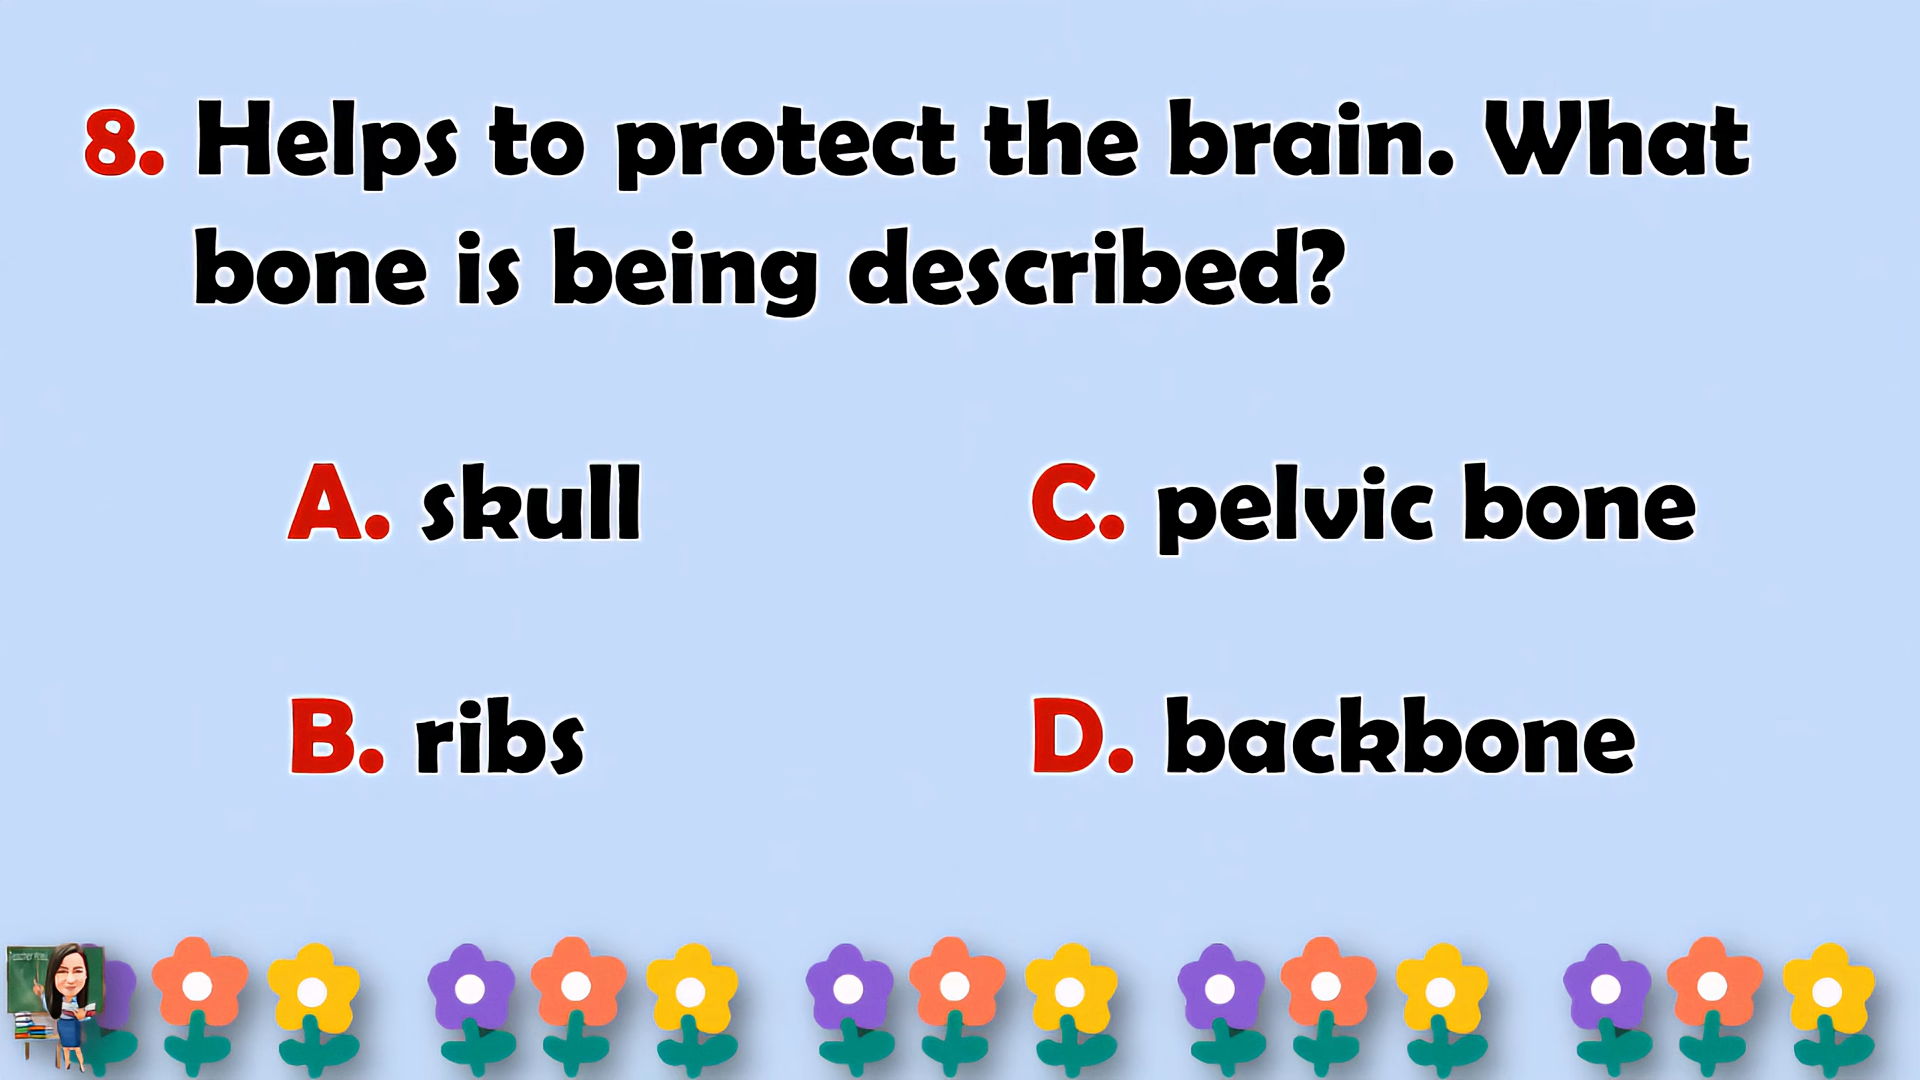 8. Helps to protect the brain. What
bone is being described?
A. skull
C. pelvic bone
B. ribs
D. backbone